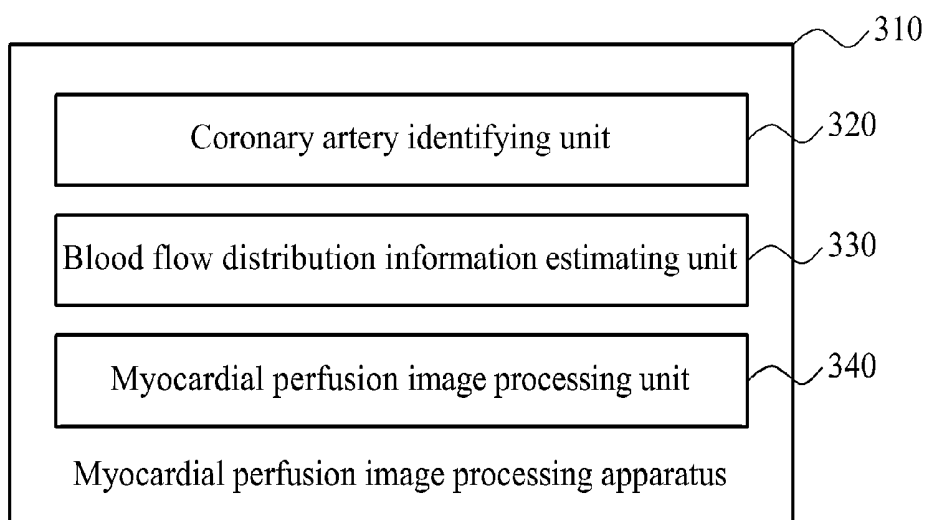 310
Coronary artery identifying unit
320
Blood flow distribution information estimating unit
330
Myocardial perfusion image processing unit
340
Myocardial perfusion image processing apparatus